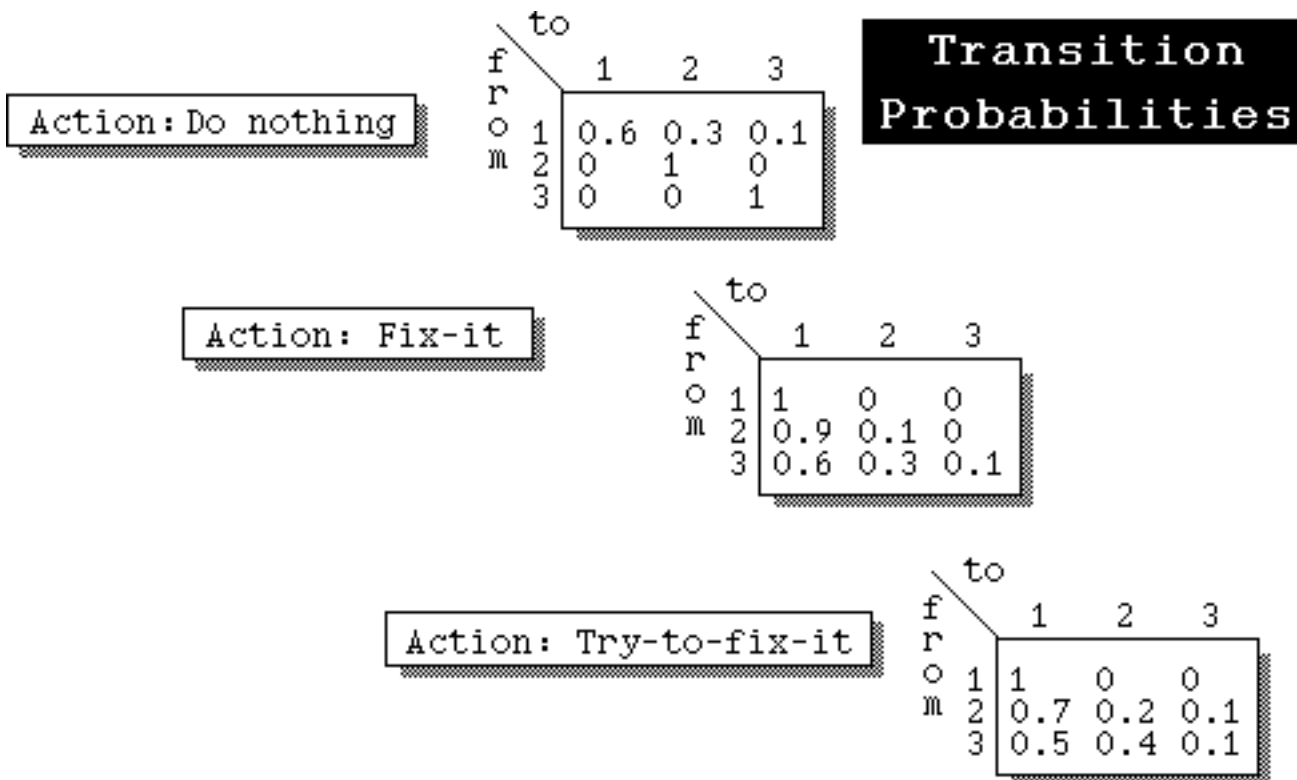 to
Transition
Probabilities
from
1 2 3
Action: Do nothing
1 0.6 0.3 0.1
2 0 1 0
3 0 0 1
to
from
1 2 3
Action: Fix-it
1 1 0 0
2 0.9 0.1 0
3 0.6 0.3 0.1
to
from
1 2 3
Action: Try-to-fix-it
1 1 0 0
2 0.7 0.2 0.1
3 0.5 0.4 0.1